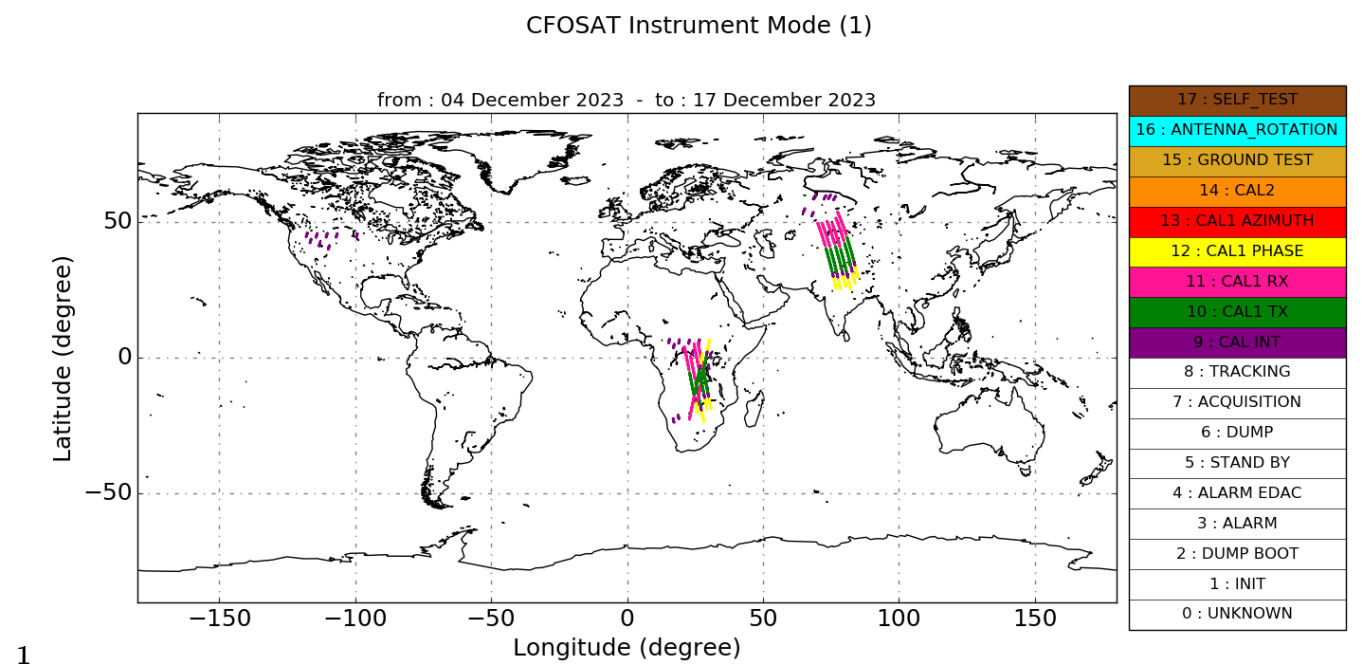 CFOSAT Instrument Mode (1)
from : 04 December 2023 - to : 17 December 2023
17 : SELF_TEST
16 : ANTENNA_ROTATION
15 : GROUND TEST
14 : CAL2
13 : CAL1 AZIMUTH
12 : CAL1 PHASE
11 : CAL1 RX
10 : CAL1 TX
9 : CAL INT
8 : TRACKING
7 : ACQUISITION
6 : DUMP
5 : STAND BY
4 : ALARM EDAC
3 : ALARM
2 : DUMP BOOT
1 : INIT
0 : UNKNOWN
Latitude (degree)
50
0
−50
−150 −100 −50 0 50 100 150
Longitude (degree)
1